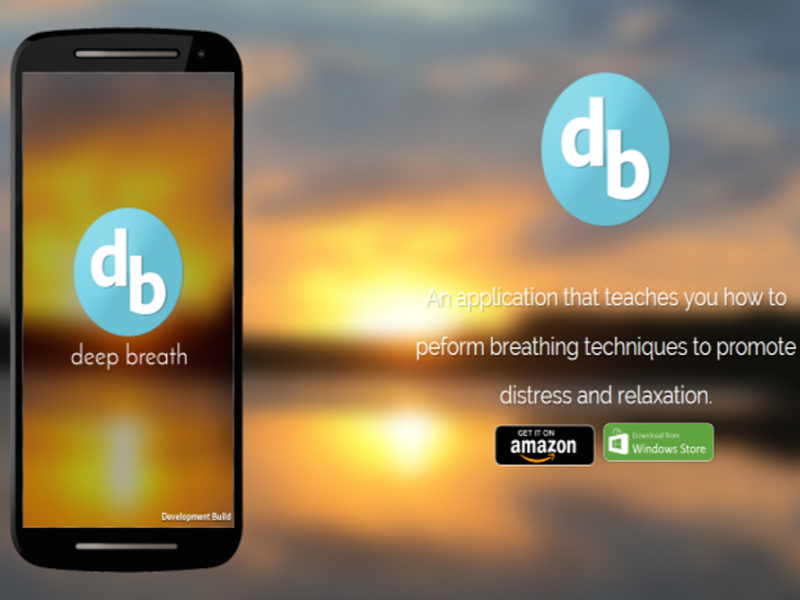 db
deep breath
Development Build
db
An application that teaches you how to
peform breathing techniques to promote
distress and relaxation.
GET IT ON
amazon
Download from
Windows Store